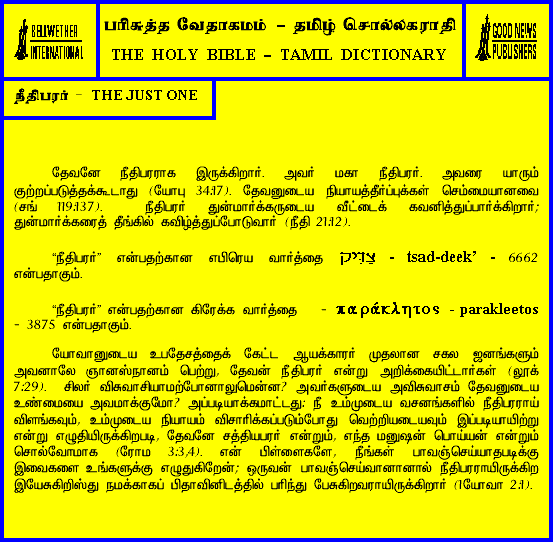 BELLWETHER
INTERNATIONAL
பரிசுத்த வேதாகமம் – தமிழ் சொல்லகராதி
THE HOLY BIBLE – TAMIL DICTIONARY
GOOD NEWS
PUBLISHERS
நீதிபரர் - THE JUST ONE
தேவனே நீதிபரராக இருக்கிறார். அவர் மகா நீதிபரர். அவரை யாரும்
குற்றப்படுத்தக்கூடாது (யோபு 34:17). தேவனுடைய நியாயத்தீர்ப்புக்கள் செம்மையானவை
(சங் 119:137). நீதிபரர் துன்மார்க்கருடைய வீட்டைக் கவனித்துப்பார்க்கிறார்;
துன்மார்க்கரைத் தீங்கில் கவிழ்த்துப்போடுவார் (நீதி 21:12).
“நீதிபரர்” என்பதற்கான எபிரெய வார்த்தை צַדִּיק - tsad-deek’ - 6662
என்பதாகும்.
“நீதிபரர்” என்பதற்கான கிரேக்க வார்த்தை - παράκλητος - parakleetos
- 3875 என்பதாகும்.
யோவானுடைய உபதேசத்தைக் கேட்ட ஆயக்காரர் முதலான சகல ஜனங்களும்
அவனாலே ஞானஸ்நானம் பெற்று, தேவன் நீதிபரர் என்று அறிக்கையிட்டார்கள் (லூக்
7:29). சிலர் விசுவாசியாமற்போனாலுமென்ன? அவர்களுடைய அவிசுவாசம் தேவனுடைய
உண்மையை அவமாக்குமோ? அப்படியாக்கமாட்டாது: நீ உம்முடைய வசனங்களில் நீதிபரராய்
விளங்கவும், உம்முடைய நியாயம் விசாரிக்கப்படும்போது வெற்றியடையவும் இப்படியாயிற்று
என்று எழுதியிருக்கிறபடி, தேவனே சத்தியபரர் என்றும், எந்த மனுஷன் பொய்யன் என்றும்
சொல்வோமாக (ரோம 3:3,4). என் பிள்ளைகளே, நீங்கள் பாவஞ்செய்யாதபடிக்கு
இவைகளை உங்களுக்கு எழுதுகிறேன்; ஒருவன் பாவஞ்செய்வானானால் நீதிபரராயிருக்கிற
இயேசுகிறிஸ்து நமக்காகப் பிதாவினிடத்தில் பரிந்து பேசுகிறவராயிருக்கிறார் (1யோவா 2:1).